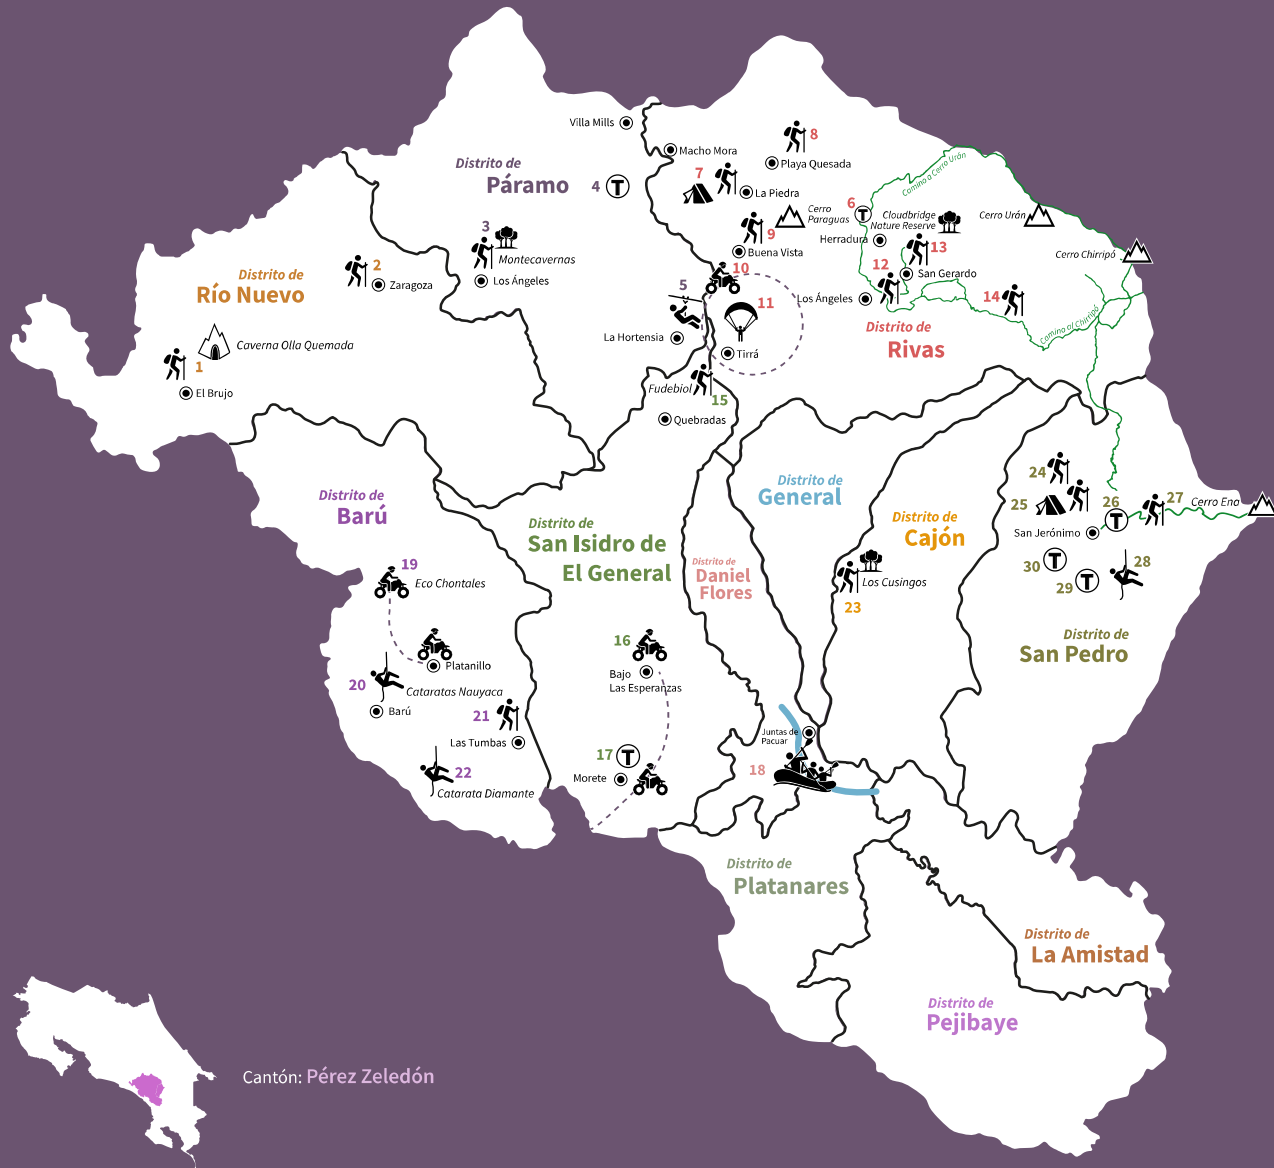 Villa Mills
Distrito de
Páramo
4
T
Macho Mora
8
Playa Quesada
7
La Piedra
Camino a Cerro Urán
6
T
Cerro
Paraguas
Cloudbridge
Nature Reserve
Cerro Urán
9
Herradura
13
Buena Vista
Cerro Chirripó
3
Montecavernas
Los Ángeles
2
Zaragoza
Distrito de
Río Nuevo
10
12
San Gerardo
5
11
Los Ángeles
14
Camino al Chirripó
Distrito de
Rivas
La Hortensia
Tirrá
Caverna Olla Quemada
1
El Brujo
Fudebiol
15
Quebradas
Distrito de
Barú
Distrito de
General
24
25
26
27
Cerro Ena
T
San Jerónimo
Distrito de
San Isidro de
El General
Distrito de
Cajón
30
T
29
T
28
Distrito de
Daniel
Flores
19
Eco Chontales
Los Cusingos
23
16
Distrito de
San Pedro
Platanillo
Bajo
Las Esperanzas
20
Cataratas Nauyaca
Barú
21
Las Tumbas
Juntas de
Pacuar
17
T
18
22
Morete
Catarata Diamante
Distrito de
Platanares
Distrito de
La Amistad
Distrito de
Pejibaye
Cantón: Pérez Zeledón